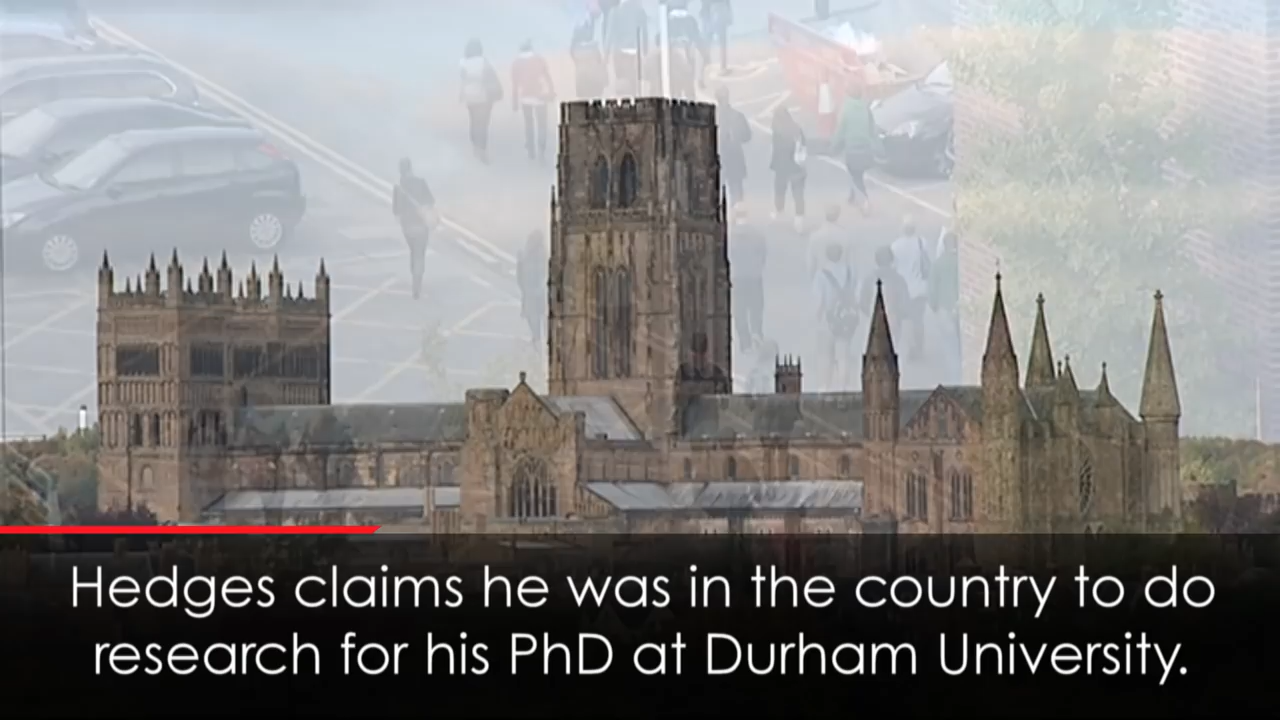 Hedges claims he was in the country to do
research for his PhD at Durham University.